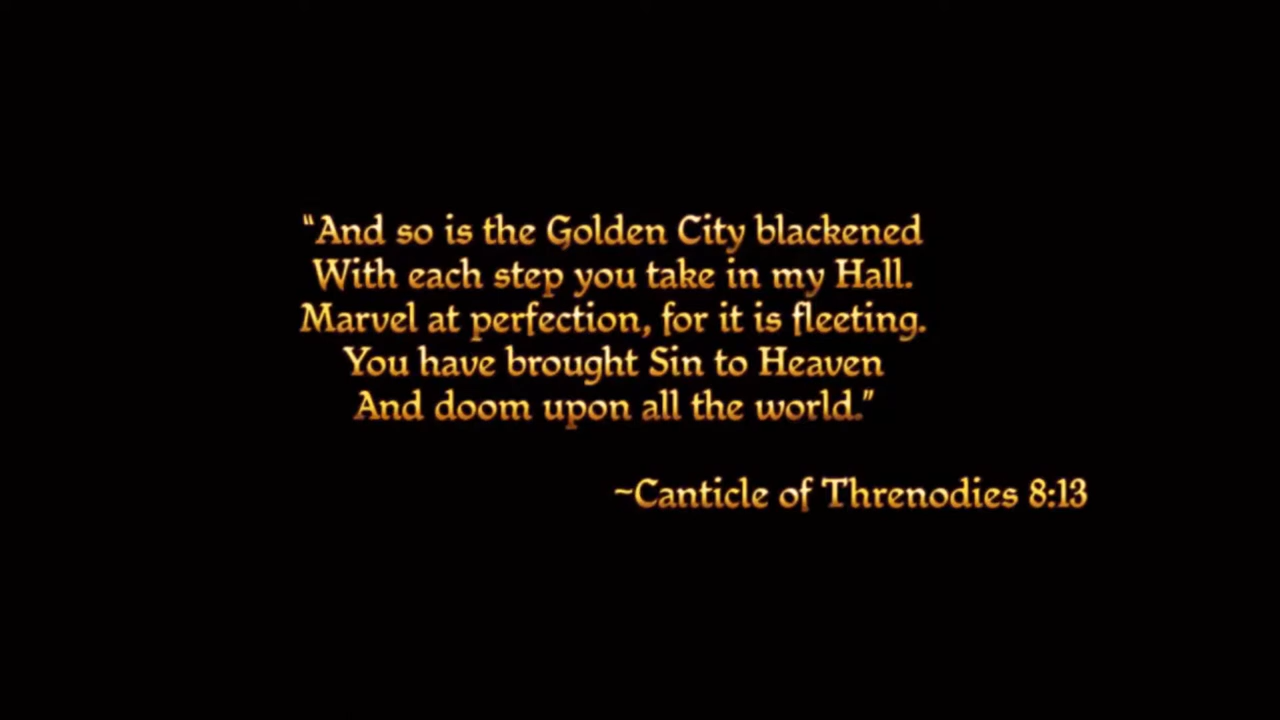 “And so is the Golden City blackened
With each step you take in my Hall.
Marvel at perfection, for it is fleeting.
You have brought Sin to Heaven
And doom upon all the world.”
~Canticle of Threnodies 8:13